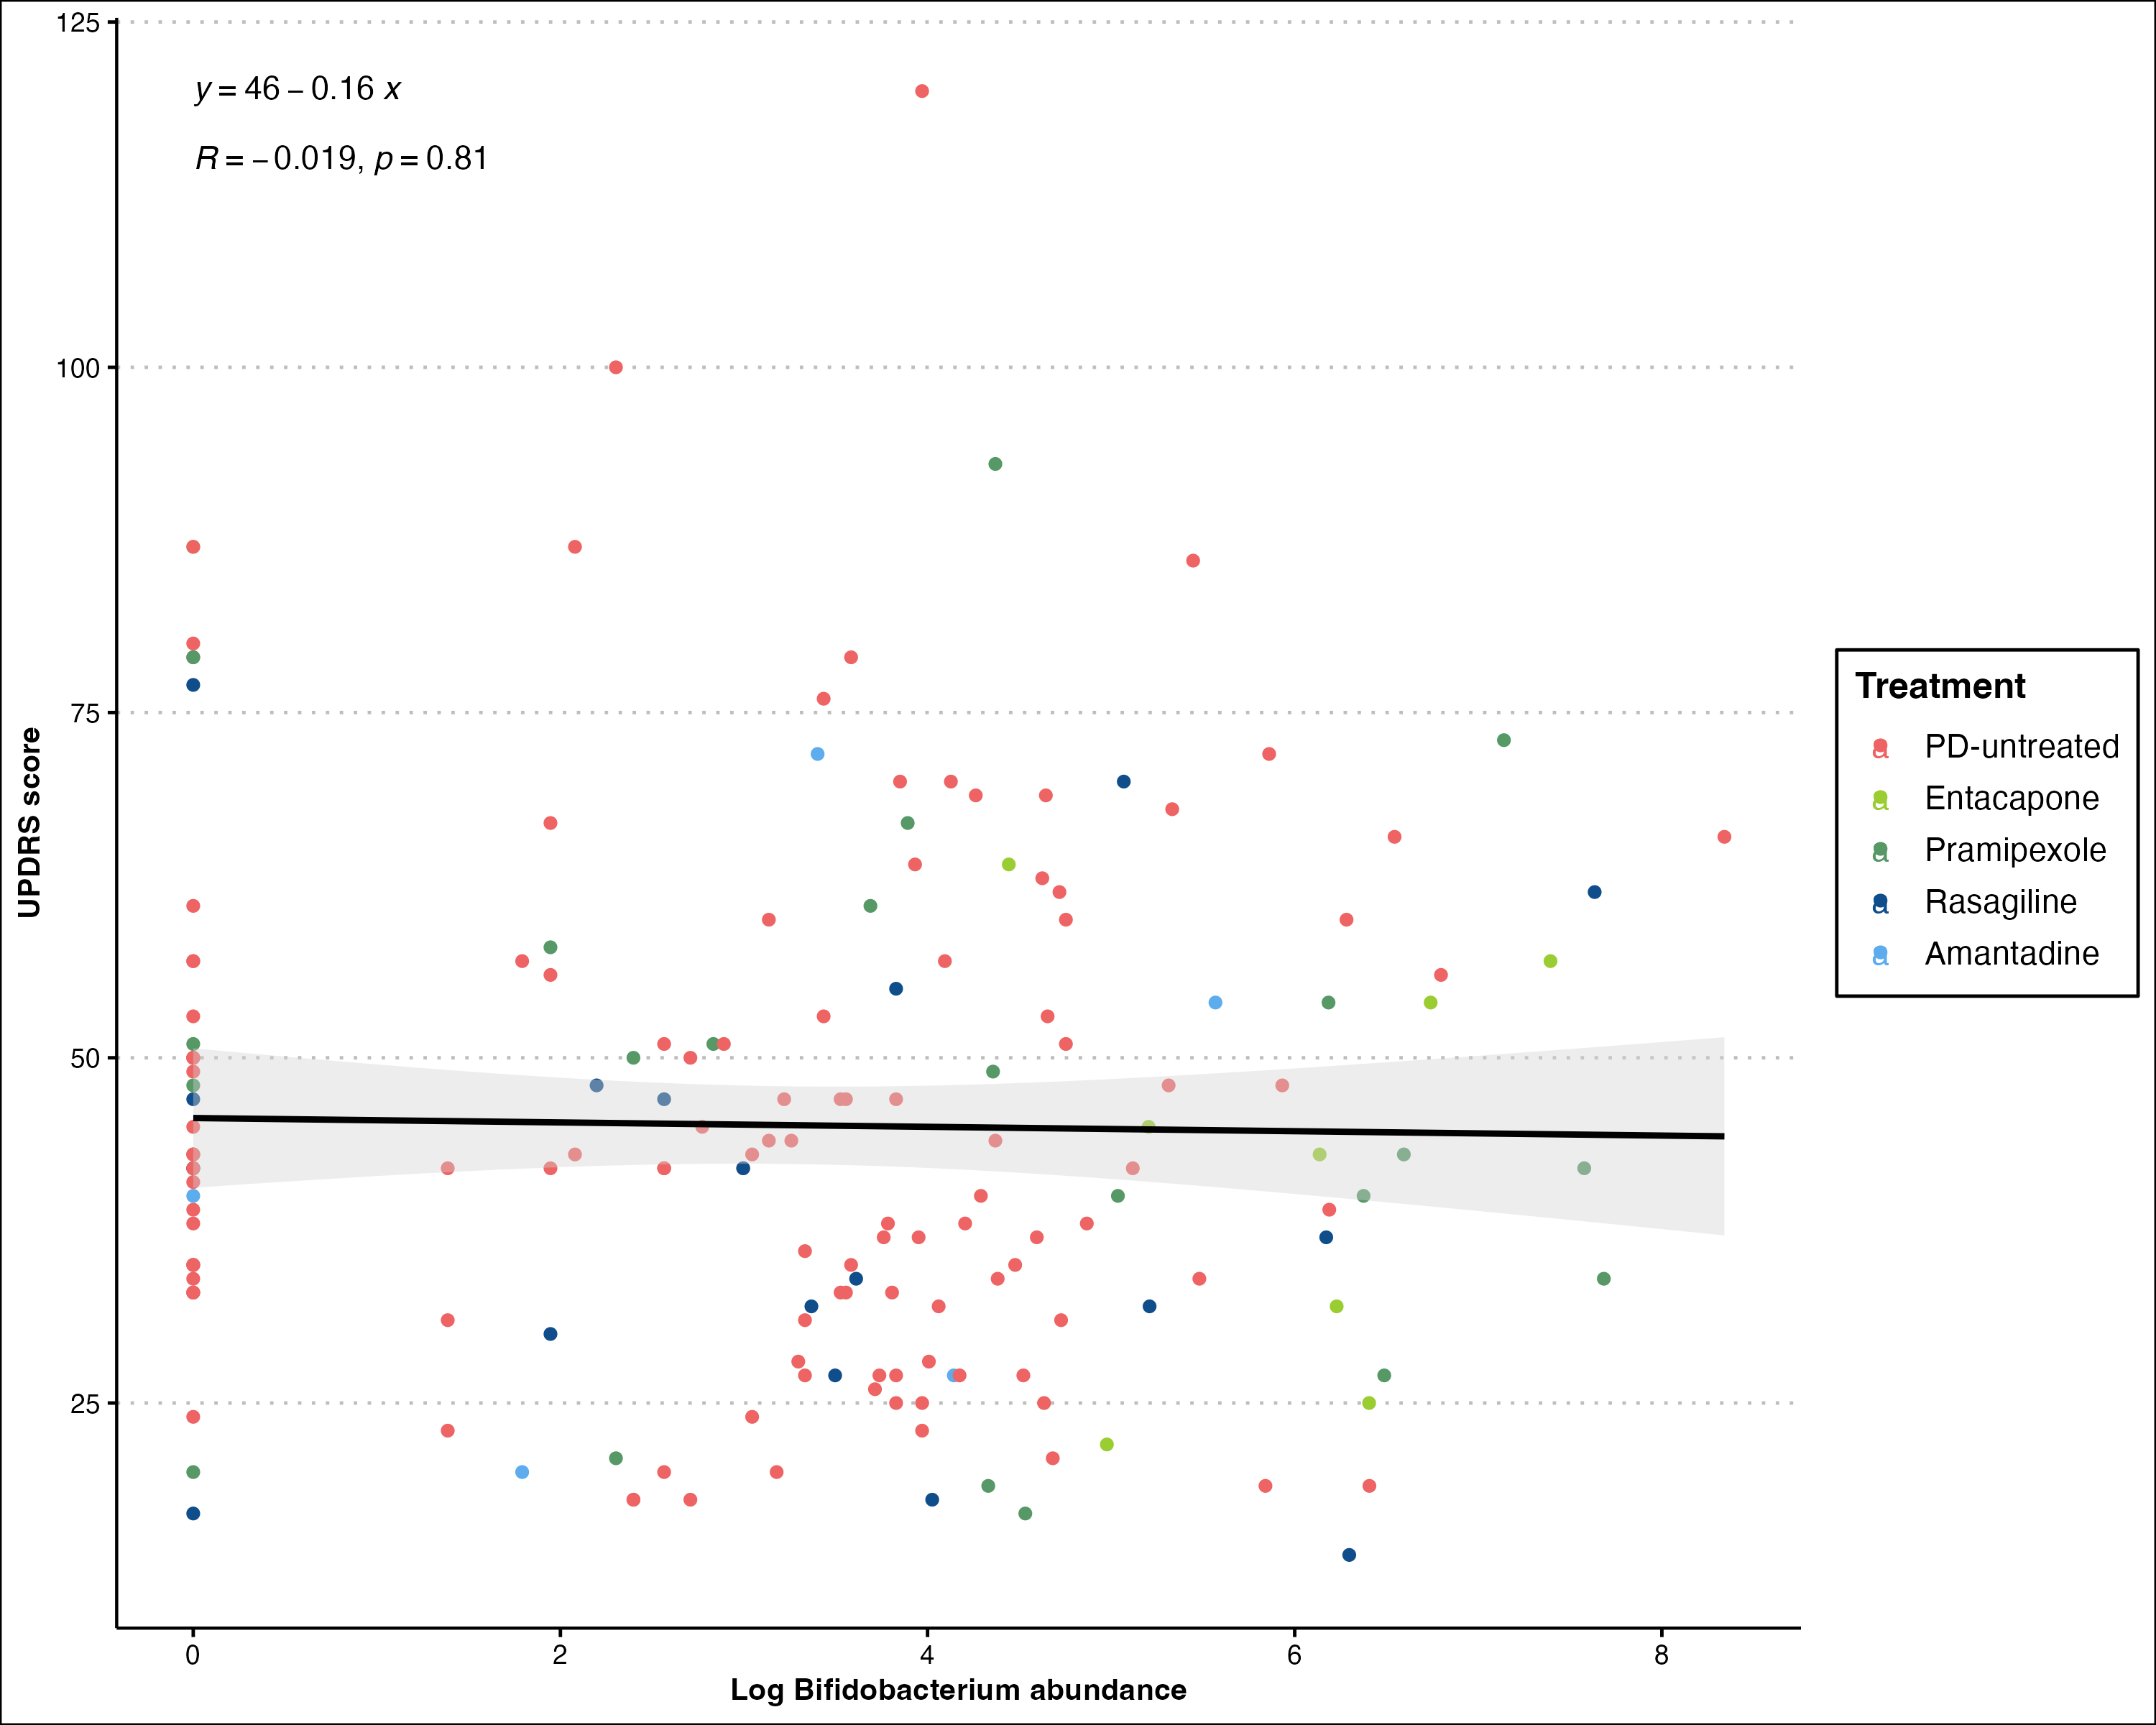 125
y = 46 − 0.16 x
R = −0.019, p = 0.81
100
75
50
25
UPDRS score
0 2 4 6 8
Log Bifidobacterium abundance
Treatment
a PD-untreated
a Entacapone
a Pramipexole
a Rasagiline
a Amantadine